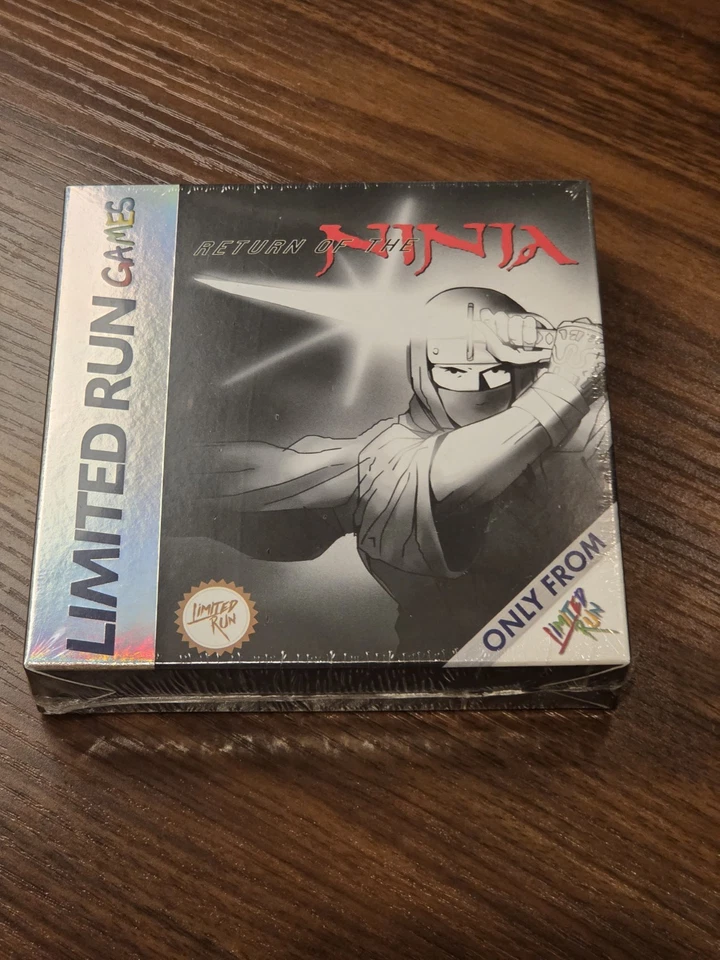 LIMITED RUN GAMES
RETURN OF THE NINJA
LIMITED
RUN
ONLY FROM
LIMITED
RUN